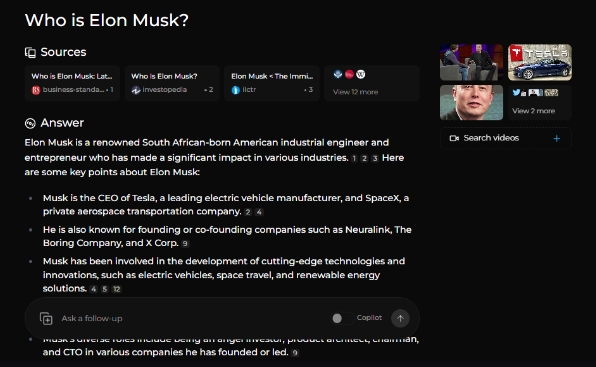 Who is Elon Musk?
Sources
Who is Elon Musk: Lat...
business-standa... • 1
Who Is Elon Musk?
investopedia • 2
Elon Musk < The Immi...
ilctr • 3
View 12 more
TESLA
View 2 more
Search videos +
Answer
Elon Musk is a renowned South African-born American industrial engineer and
entrepreneur who has made a significant impact in various industries. 1 2 3 Here
are some key points about Elon Musk:
• Musk is the CEO of Tesla, a leading electric vehicle manufacturer, and SpaceX, a
private aerospace transportation company. 2 4
• He is also known for founding or co-founding companies such as Neuralink, The
Boring Company, and X Corp. 9
• Musk has been involved in the development of cutting-edge technologies and
innovations, such as electric vehicles, space travel, and renewable energy
solutions. 4 5 12
Ask a follow-up
Copilot
Musk's diverse roles include being an angel investor, product architect, chairman,
and CTO in various companies he has founded or led. 9